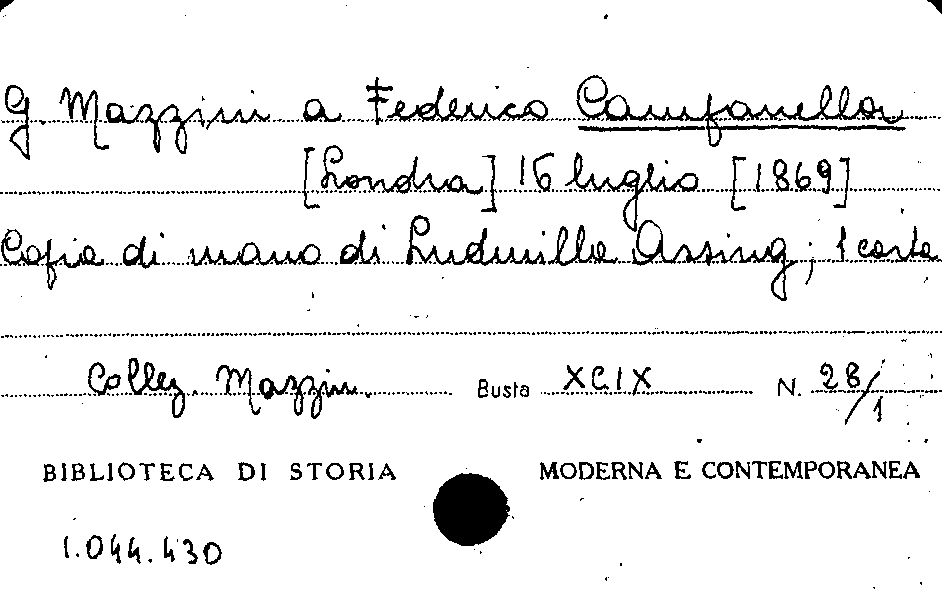 G. Mazzini a Federico Campanella
[Londra] 16 luglio [1869]
Copia di mano di Ludmilla Assing; 1 carta
Collez. Mazzini. Busta XCIX N. 28/1
BIBLIOTECA DI STORIA MODERNA E CONTEMPORANEA
1.044.430